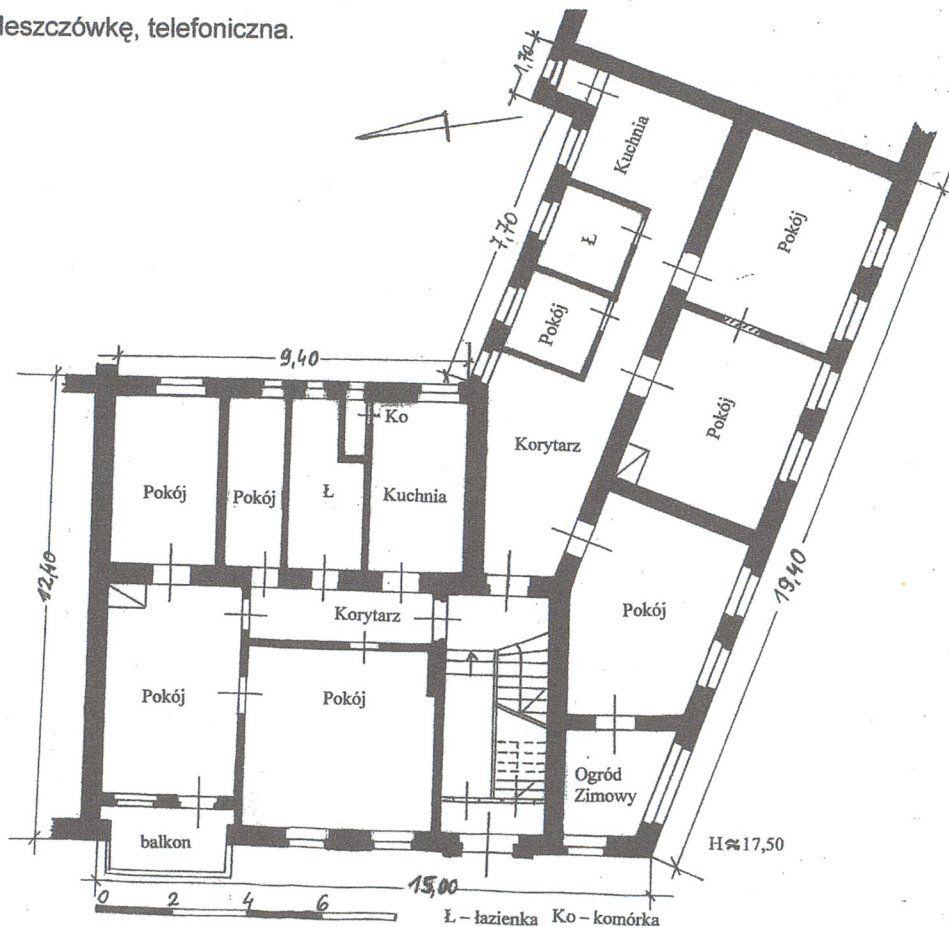 leszczówkę, telefoniczna.
1,70
Kuchnia
7,70
Ł
Pokój
Pokój
Pokój
9,40
Ko
Korytarz
Pokój
Pokój
Ł
Kuchnia
12,40
19,40
Korytarz
Pokój
Pokój
Pokój
Ogród
Zimowy
balkon
H≈17,50
15,00
0 2 4 6
Ł – łazienka Ko – komórka